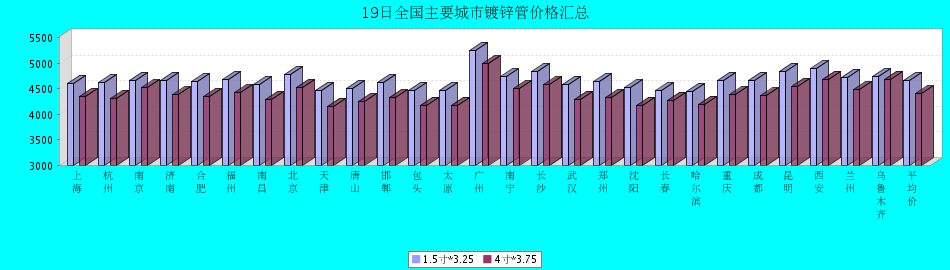 19日全国主要城市镀锌管价格汇总
5500
5000
4500
4000
3500
3000
上海
杭州
南京
济南
合肥
福州
南昌
北京
天津
唐山
邯郸
包头
太原
广州
南宁
长沙
武汉
郑州
沈阳
长春
哈尔滨
重庆
成都
昆明
西安
兰州
乌鲁木齐
平均价
1.5寸*3.25
4寸*3.75